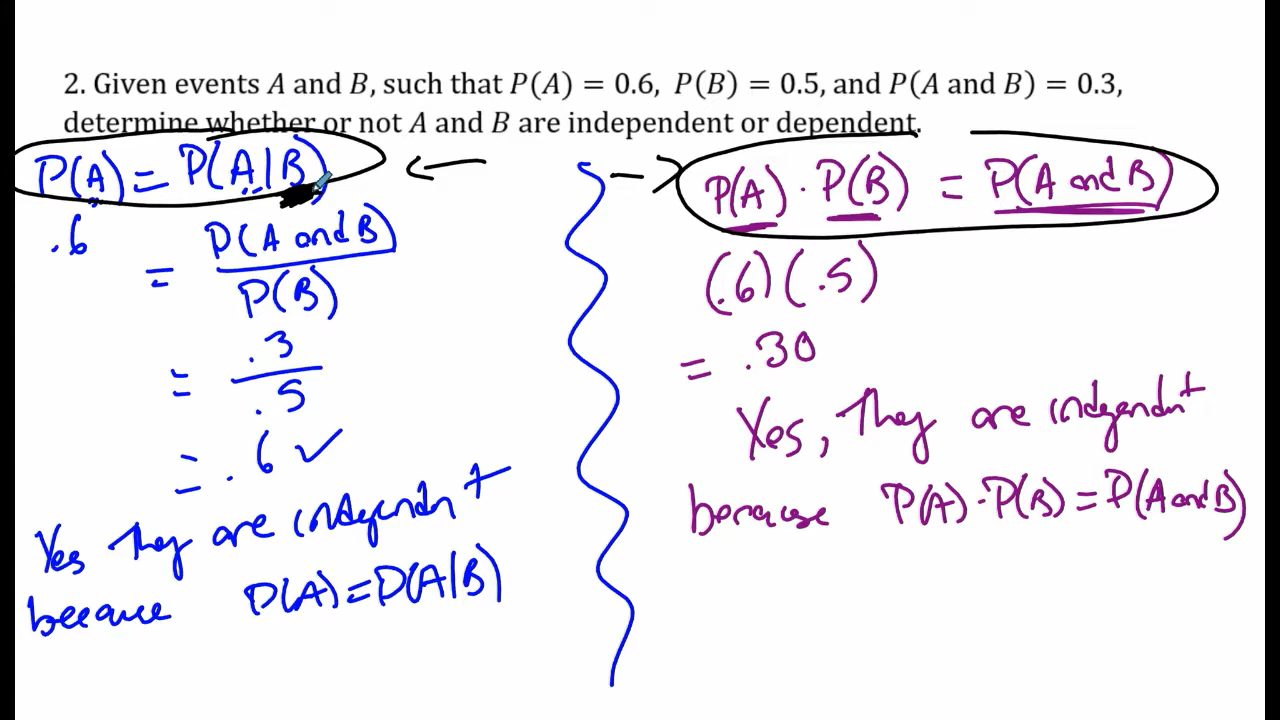 2. Given events A and B, such that P(A) = 0.6, P(B) = 0.5, and P(A and B) = 0.3,
determine whether or not A and B are independent or dependent.
P(A) = P(A|B)
.6
= P(A and B)
P(B)
= .3
.5
= .6 ✓
Yes they are independent
because P(A) = P(A|B)
P(A) · P(B) = P(A and B)
(.6)(.5)
= .30
Yes, they are independent
because P(A) · P(B) = P(A and B)